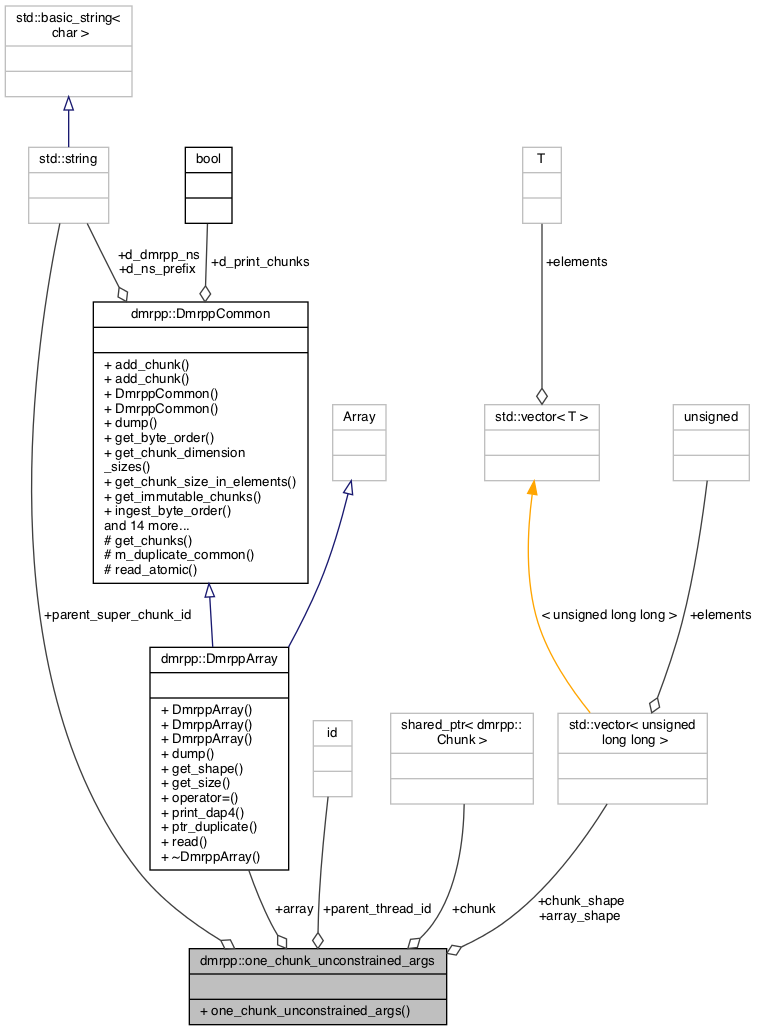 std::basic_string<
char >
std::string
bool
T
+d_dmrpp_ns
+d_ns_prefix
+d_print_chunks
+elements
dmrpp::DmrppCommon
+ add_chunk()
+ add_chunk()
+ DmrppCommon()
+ DmrppCommon()
+ dump()
+ get_byte_order()
+ get_chunk_dimension
_sizes()
+ get_chunk_size_in_elements()
+ get_immutable_chunks()
+ ingest_byte_order()
and 14 more...
# get_chunks()
# m_duplicate_common()
# read_atomic()
Array
std::vector< T >
unsigned
+parent_super_chunk_id
< unsigned long long >
+elements
dmrpp::DmrppArray
+ DmrppArray()
+ DmrppArray()
+ DmrppArray()
+ dump()
+ get_shape()
+ get_size()
+ operator=()
+ print_dap4()
+ ptr_duplicate()
+ read()
+ ~DmrppArray()
id
shared_ptr< dmrpp::
Chunk >
std::vector< unsigned
long long >
+array
+parent_thread_id
+chunk
+chunk_shape
+array_shape
dmrpp::one_chunk_unconstrained_args
+ one_chunk_unconstrained_args()